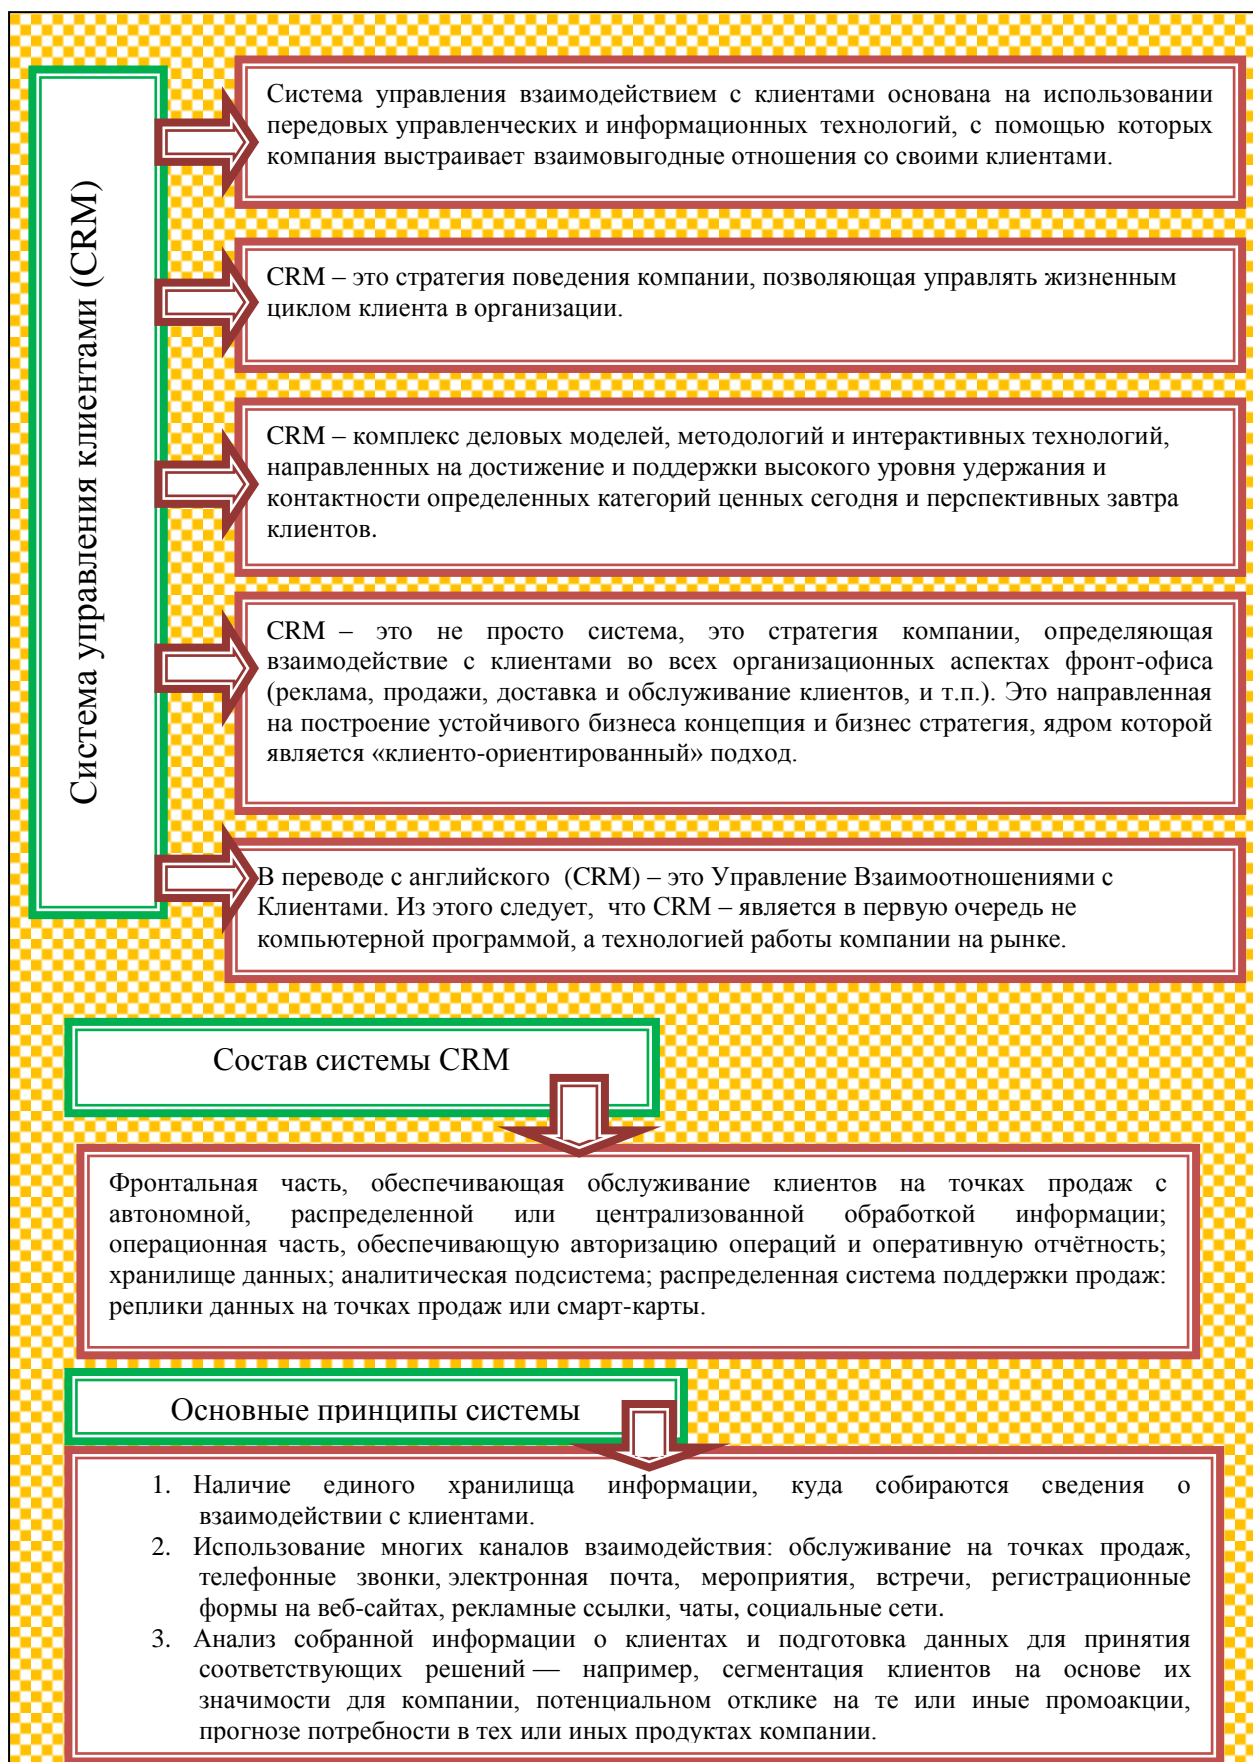 Система управления клиентами (CRM)
Система управления взаимодействием с клиентами основана на использовании
передовых управленческих и информационных технологий, с помощью которых
компания выстраивает взаимовыгодные отношения со своими клиентами.
CRM – это стратегия поведения компании, позволяющая управлять жизненным
циклом клиента в организации.
CRM – комплекс деловых моделей, методологий и интерактивных технологий,
направленных на достижение и поддержки высокого уровня удержания и
контактности определенных категорий ценных сегодня и перспективных завтра
клиентов.
CRM – это не просто система, это стратегия компании, определяющая
взаимодействие с клиентами во всех организационных аспектах фронт-офиса
(реклама, продажи, доставка и обслуживание клиентов, и т.п.). Это направленная
на построение устойчивого бизнеса концепция и бизнес стратегия, ядром которой
является «клиенто-ориентированный» подход.
В переводе с английского (CRM) – это Управление Взаимоотношениями с
Клиентами. Из этого следует, что CRM – является в первую очередь не
компьютерной программой, а технологией работы компании на рынке.
Состав системы CRM
Фронтальная часть, обеспечивающая обслуживание клиентов на точках продаж с
автономной, распределенной или централизованной обработкой информации;
операционная часть, обеспечивающую авторизацию операций и оперативную отчётность;
хранилище данных; аналитическая подсистема; распределенная система поддержки продаж:
реплики данных на точках продаж или смарт-карты.
Основные принципы системы
1. Наличие единого хранилища информации, куда собираются сведения о
взаимодействии с клиентами.
2. Использование многих каналов взаимодействия: обслуживание на точках продаж,
телефонные звонки, электронная почта, мероприятия, встречи, регистрационные
формы на веб-сайтах, рекламные ссылки, чаты, социальные сети.
3. Анализ собранной информации о клиентах и подготовка данных для принятия
соответствующих решений — например, сегментация клиентов на основе их
значимости для компании, потенциальном отклике на те или иные промоакции,
прогнозе потребности в тех или иных продуктах компании.